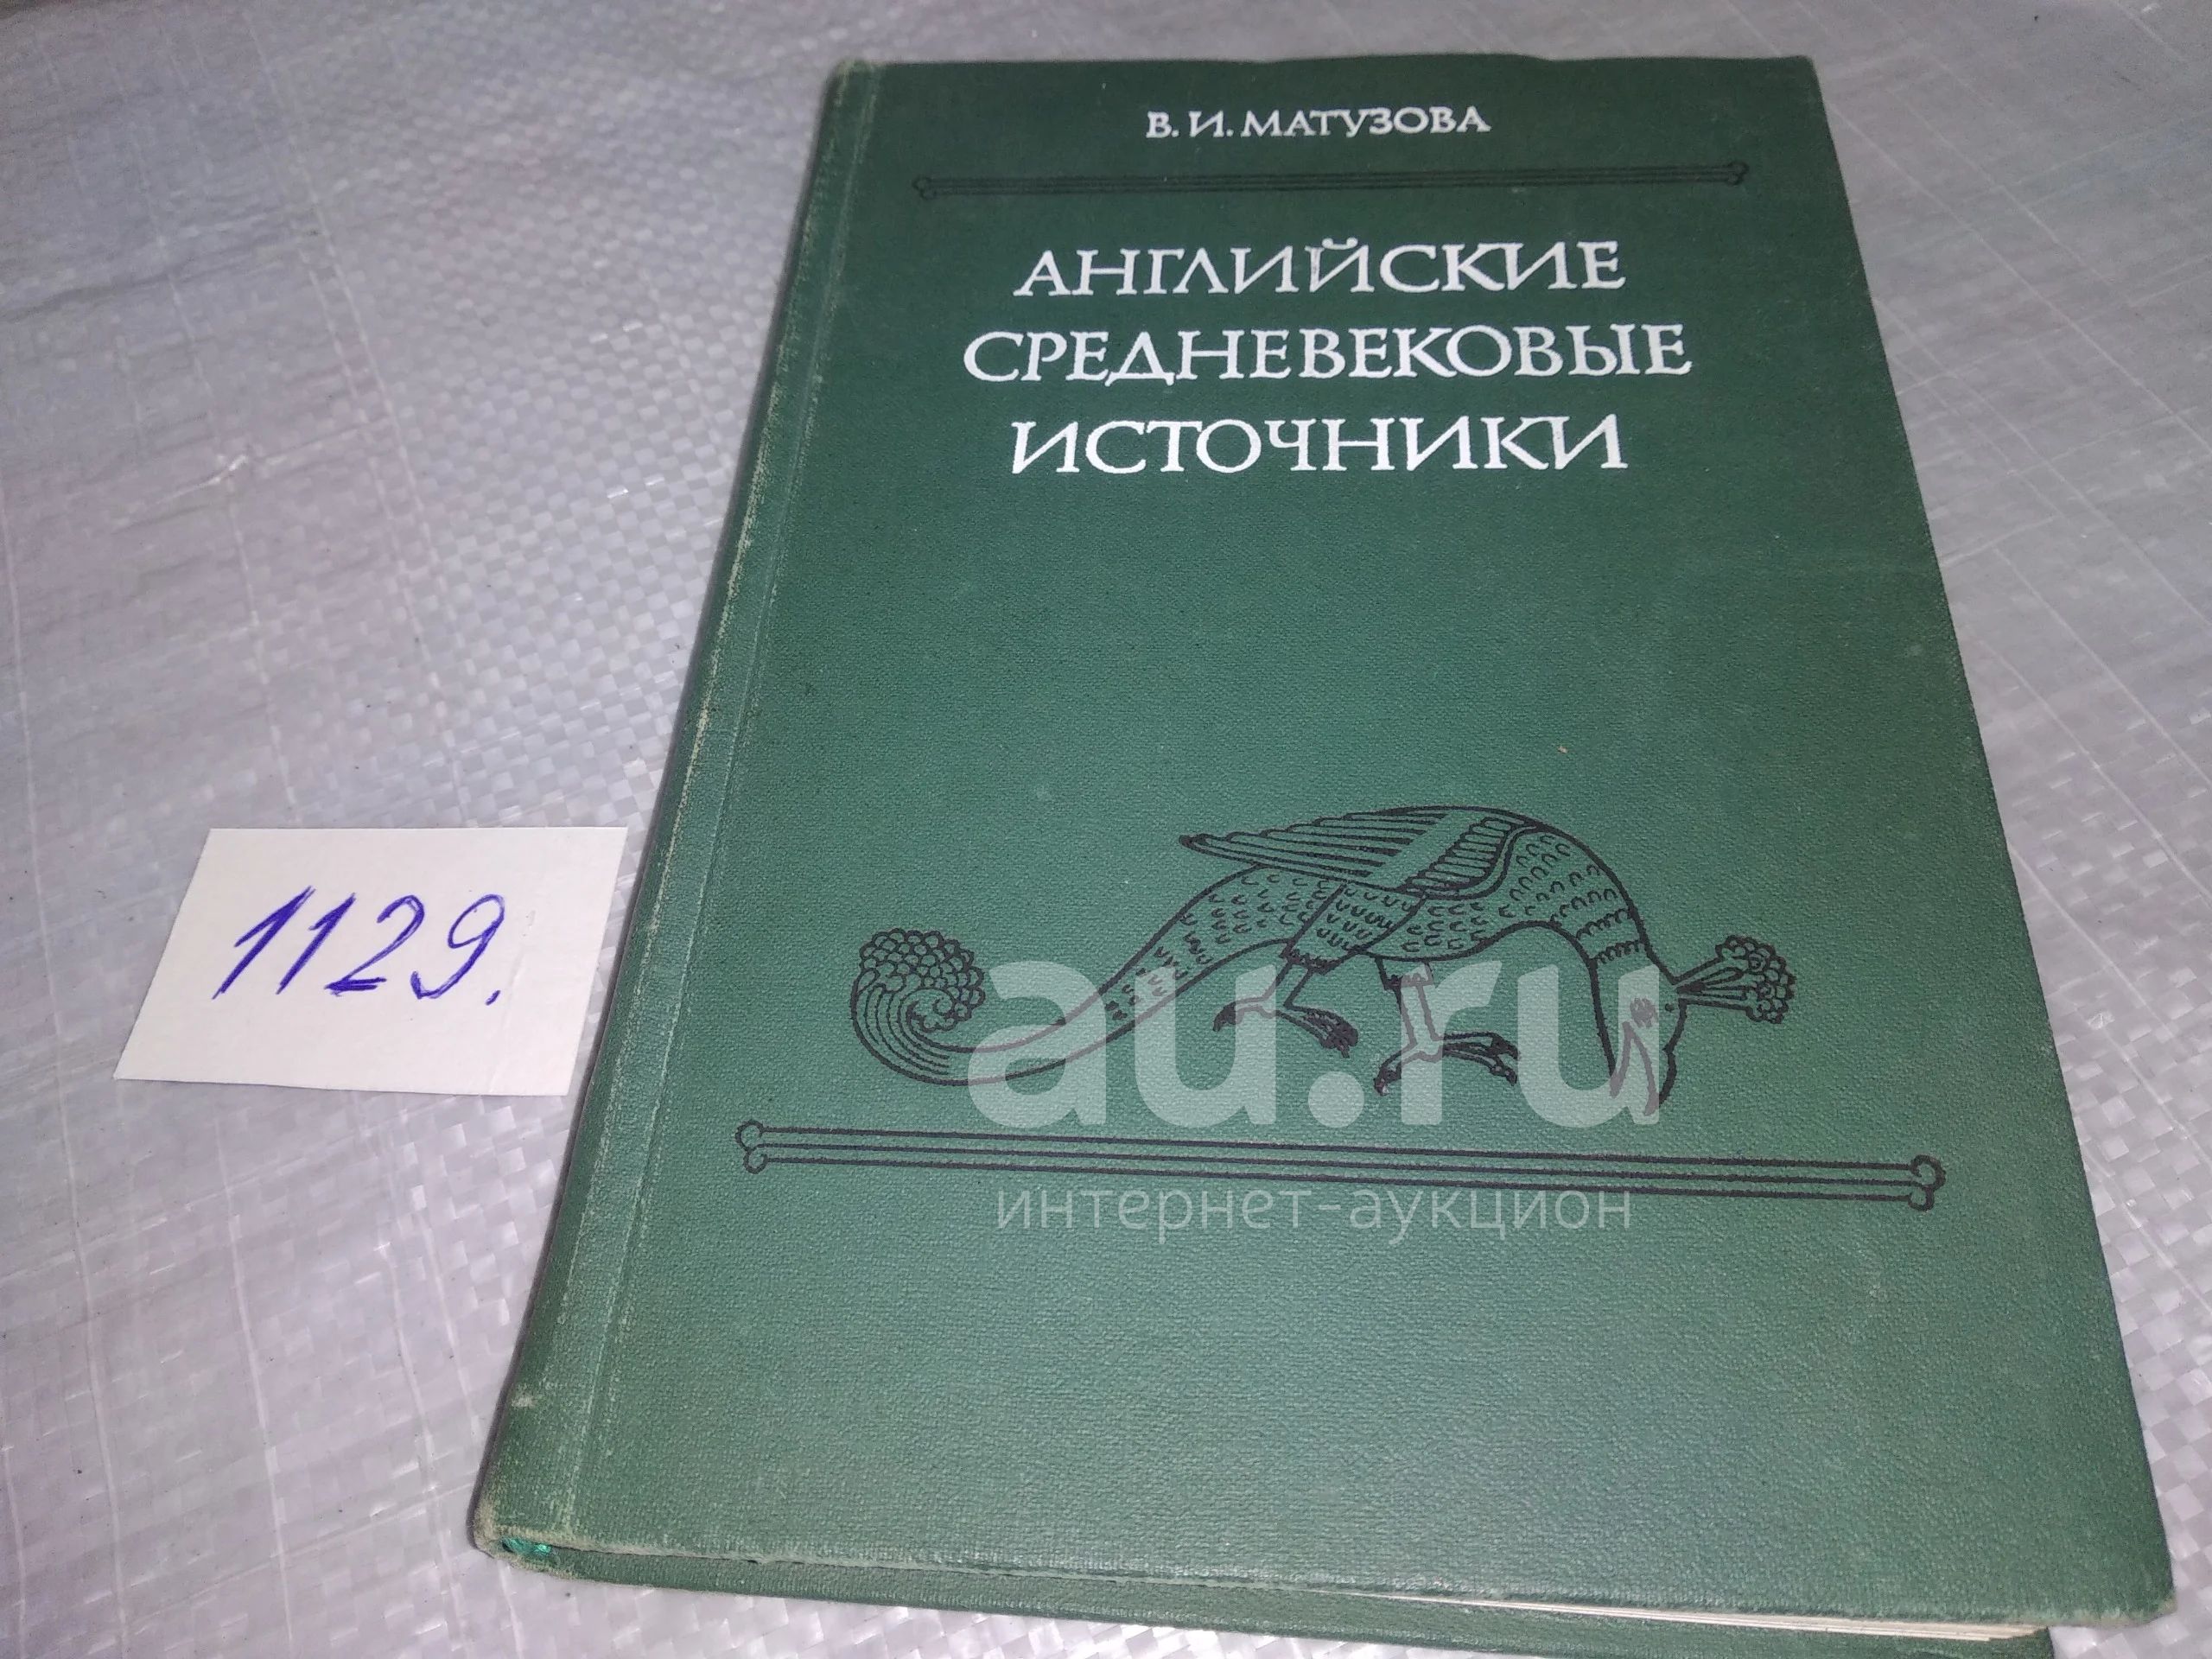 В. И. МАТУЗОВА
АНГЛИЙСКИЕ
СРЕДНЕВЕКОВЫЕ
ИСТОЧНИКИ
1129.
au.ru
интернет-аукцион